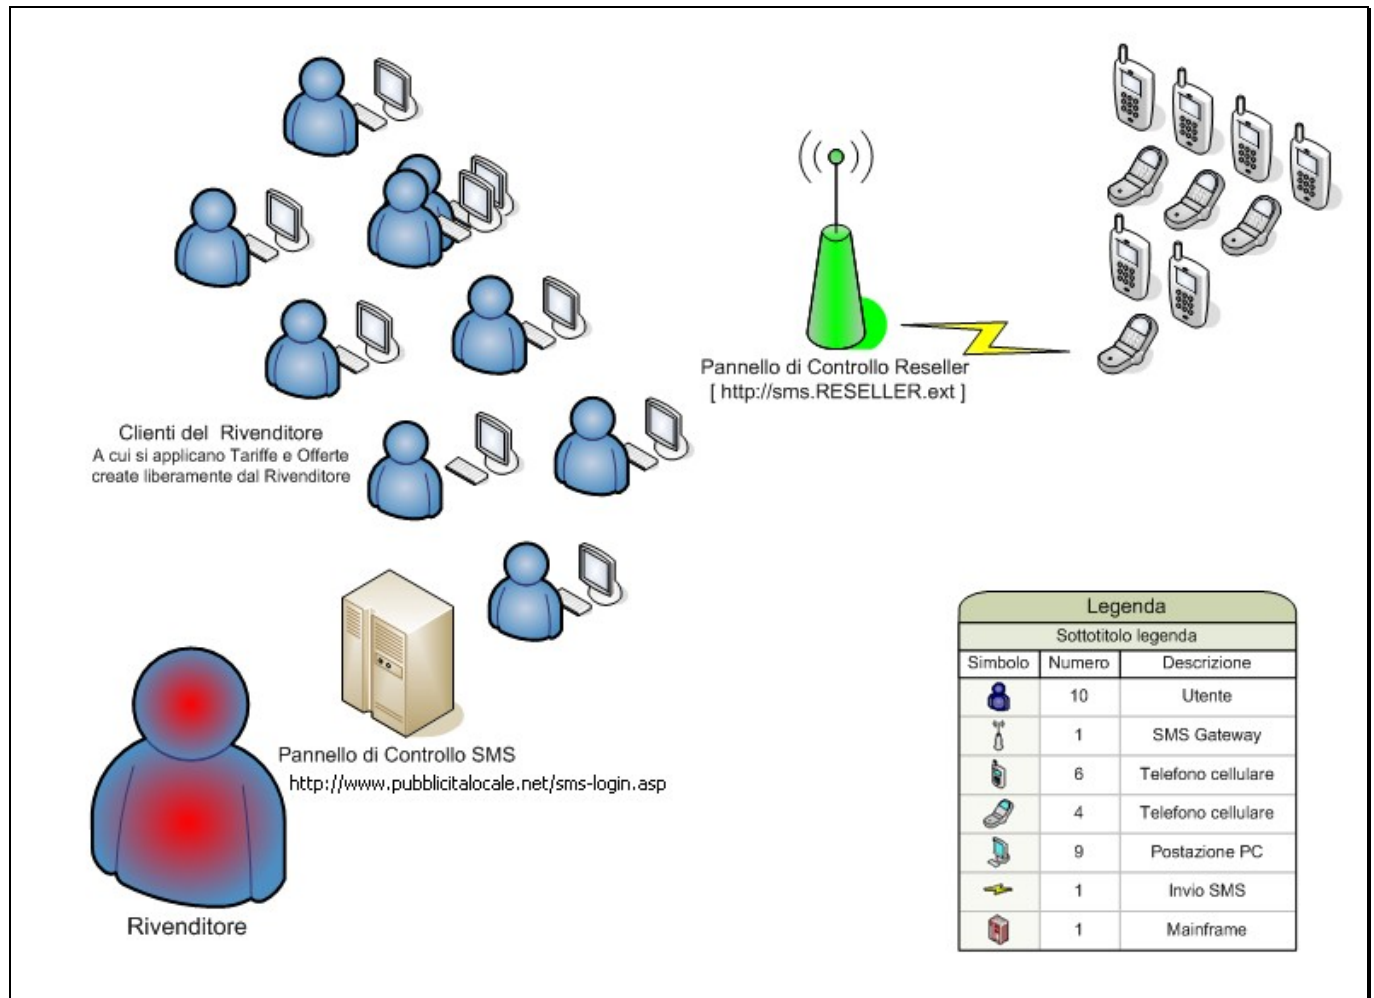 Pannello di Controllo Reseller
[ http://sms.RESELLER.ext ]
Clienti del Rivenditore
A cui si applicano Tariffe e Offerte
create liberamente dal Rivenditore
Pannello di Controllo SMS
http://www.pubblicitalocale.net/sms-login.asp
Rivenditore
Legenda
Sottotitolo legenda
Simbolo Numero Descrizione
10 Utente
1 SMS Gateway
6 Telefono cellulare
4 Telefono cellulare
9 Postazione PC
1 Invio SMS
1 Mainframe